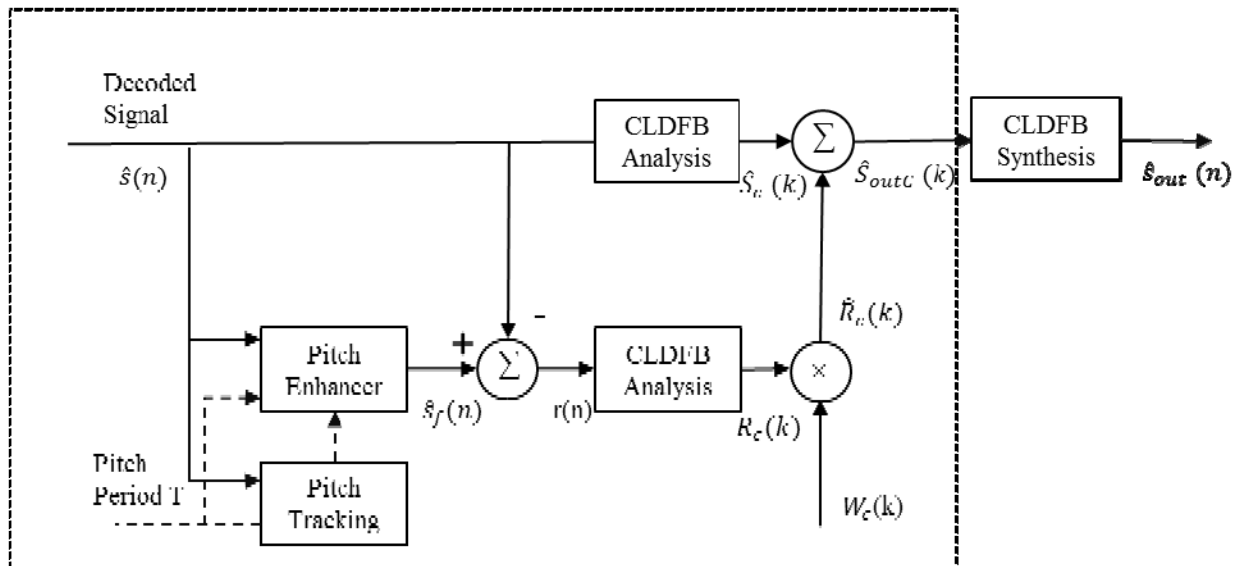 Decoded
Signal
ŝ(n)
CLDFB
Analysis
Σ
CLDFB
Synthesis
Ŝ_c (k)
Ŝ_outC (k)
ŝ_out (n)
R̂_c(k)
-
+
Pitch
Enhancer
Σ
CLDFB
Analysis
×
ŝ_f(n)
r(n)
R_c(k)
Pitch
Period T
Pitch
Tracking
W_c(k)